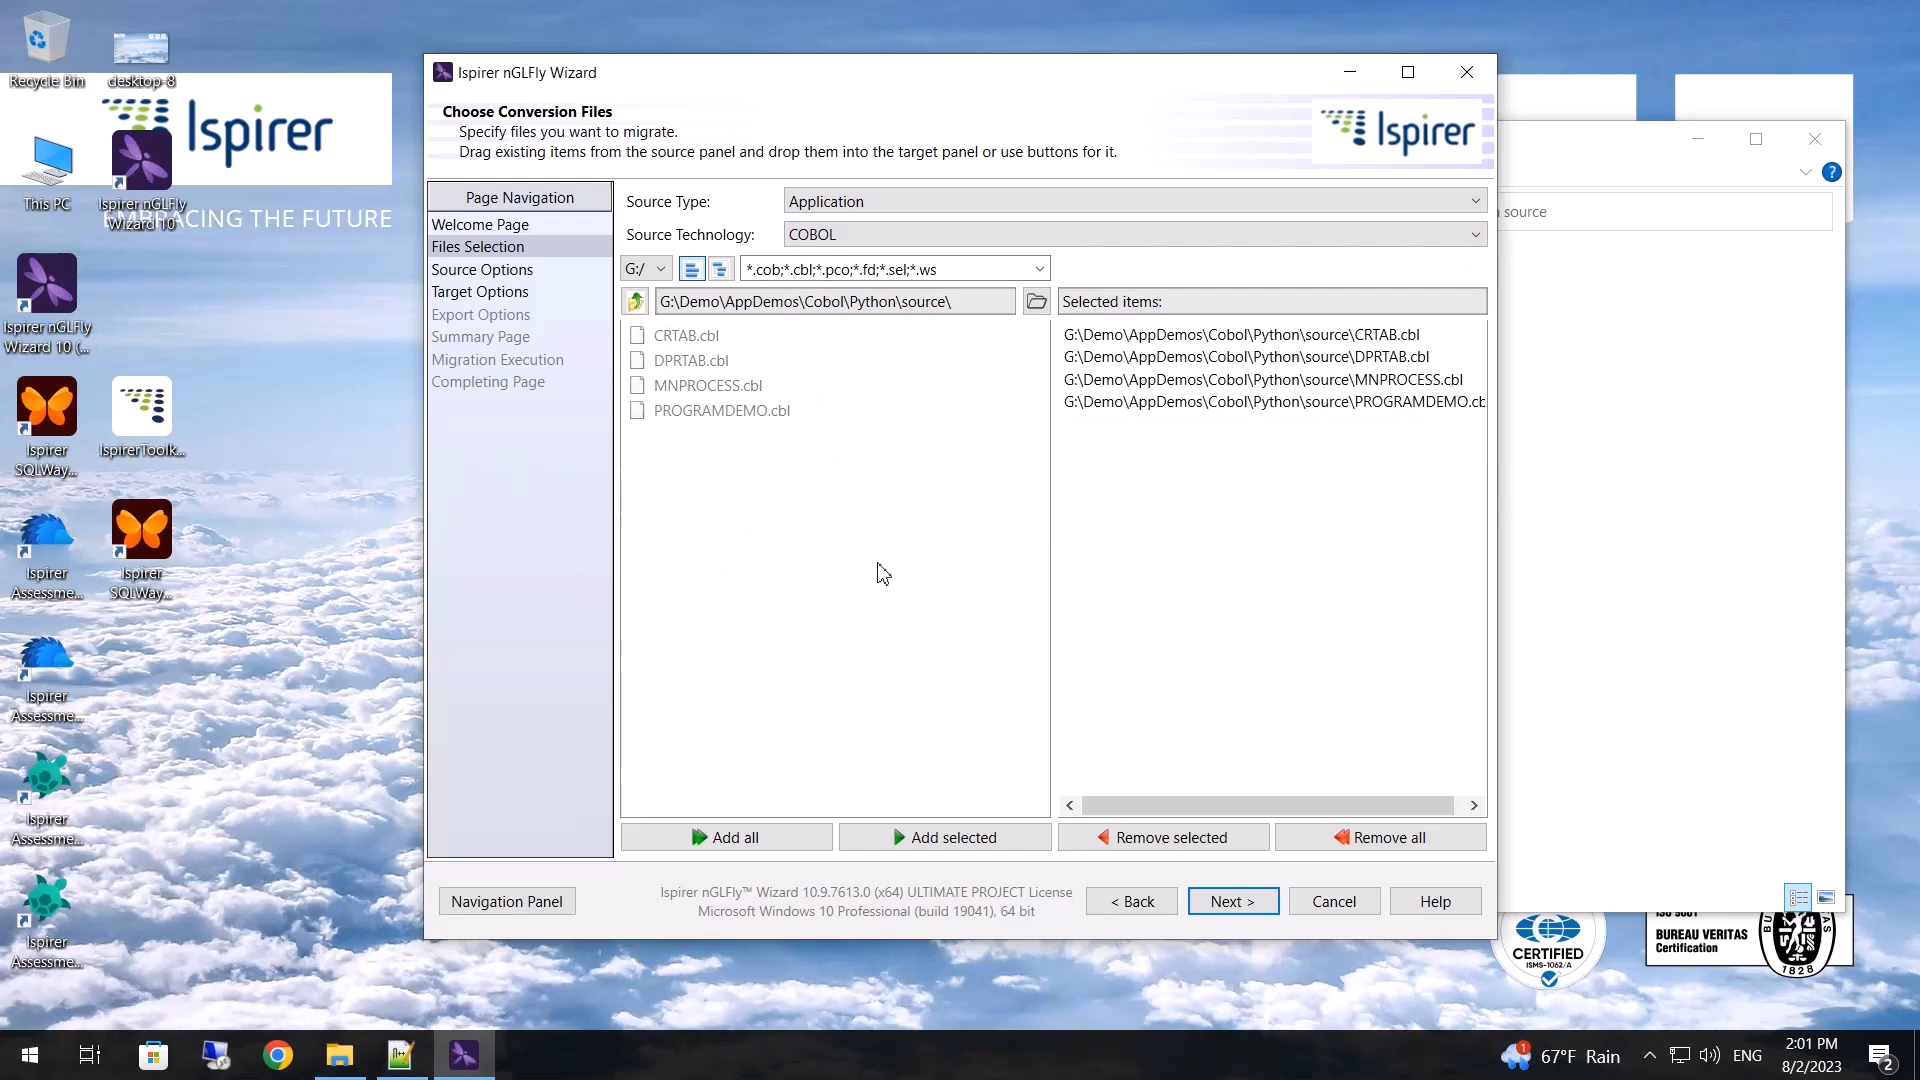 Recycle Bin
desktop-8
Ispirer
This PC
Ispirer nGLFly
Wizard 10
EMBRACING THE FUTURE
Ispirer nGLFly
Wizard 10 (...
Ispirer
SQLWay...
IspirerToolk...
Ispirer
Assessme...
Ispirer
SQLWay...
Ispirer
Assessme...
Ispirer
Assessme...
Ispirer
Assessme...
Ispirer nGLFly Wizard
Choose Conversion Files
Specify files you want to migrate.
Drag existing items from the source panel and drop them into the target panel or use buttons for it.
Ispirer
Page Navigation
Welcome Page
Files Selection
Source Options
Target Options
Export Options
Summary Page
Migration Execution
Completing Page
Source Type:
Application
Source Technology:
COBOL
G:/
*.cob;*.cbl;*.pco;*.fd;*.sel;*.ws
G:\Demo\AppDemos\Cobol\Python\source\
Selected items:
CRTAB.cbl
DPRTAB.cbl
MNPROCESS.cbl
PROGRAMDEMO.cbl
G:\Demo\AppDemos\Cobol\Python\source\CRTAB.cbl
G:\Demo\AppDemos\Cobol\Python\source\DPRTAB.cbl
G:\Demo\AppDemos\Cobol\Python\source\MNPROCESS.cbl
G:\Demo\AppDemos\Cobol\Python\source\PROGRAMDEMO.cb
Add all
Add selected
Remove selected
Remove all
Navigation Panel
Ispirer nGLFly™ Wizard 10.9.7613.0 (x64) ULTIMATE PROJECT License
Microsoft Windows 10 Professional (build 19041), 64 bit
< Back
Next >
Cancel
Help
?
source
CERTIFIED
ISMS-1062/A
ISO 9001
BUREAU VERITAS
Certification
1828
1
67°F Rain
ENG
2:01 PM
8/2/2023
2